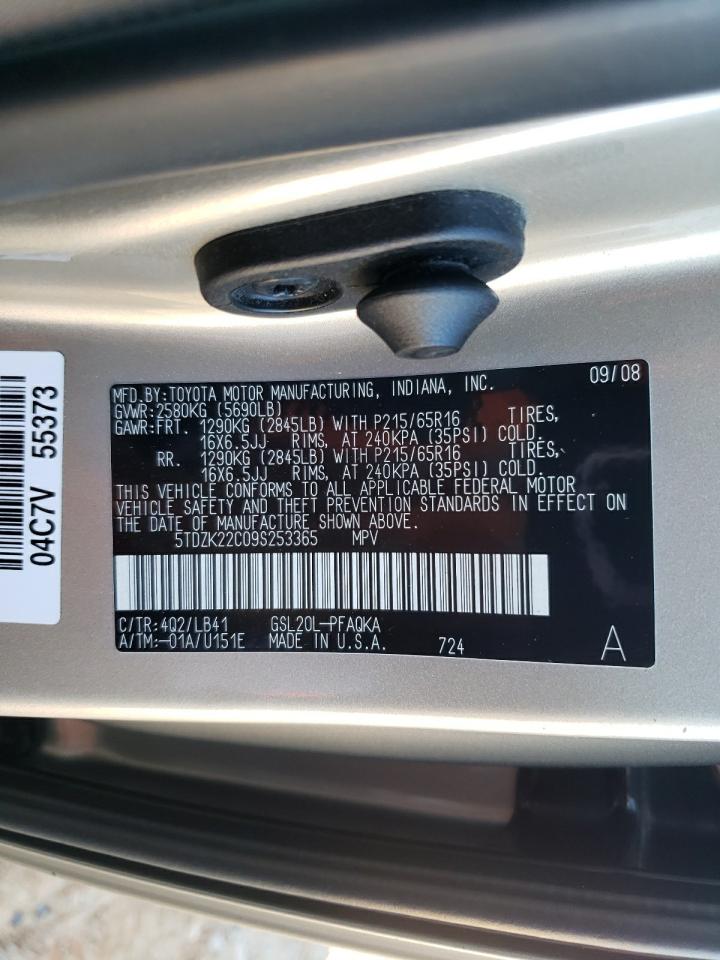 MFD.BY:TOYOTA MOTOR MANUFACTURING, INDIANA, INC. 09/08
GVWR:2580KG (5690LB)
GAWR:FRT. 1290KG (2845LB) WITH P215/65R16 TIRES,
16X6.5JJ RIMS, AT 240KPA (35PSI) COLD.
RR. 1290KG (2845LB) WITH P215/65R16 TIRES,
16X6.5JJ RIMS, AT 240KPA (35PSI) COLD.
THIS VEHICLE CONFORMS TO ALL APPLICABLE FEDERAL MOTOR
VEHICLE SAFETY AND THEFT PREVENTION STANDARDS IN EFFECT ON
THE DATE OF MANUFACTURE SHOWN ABOVE.
5TDZK22C09S253365 MPV
C/TR:4Q2/LB41 GSL20L-PFAQKA
A/TM:-01A/U151E MADE IN U.S.A. 724 A
04C7V 55373